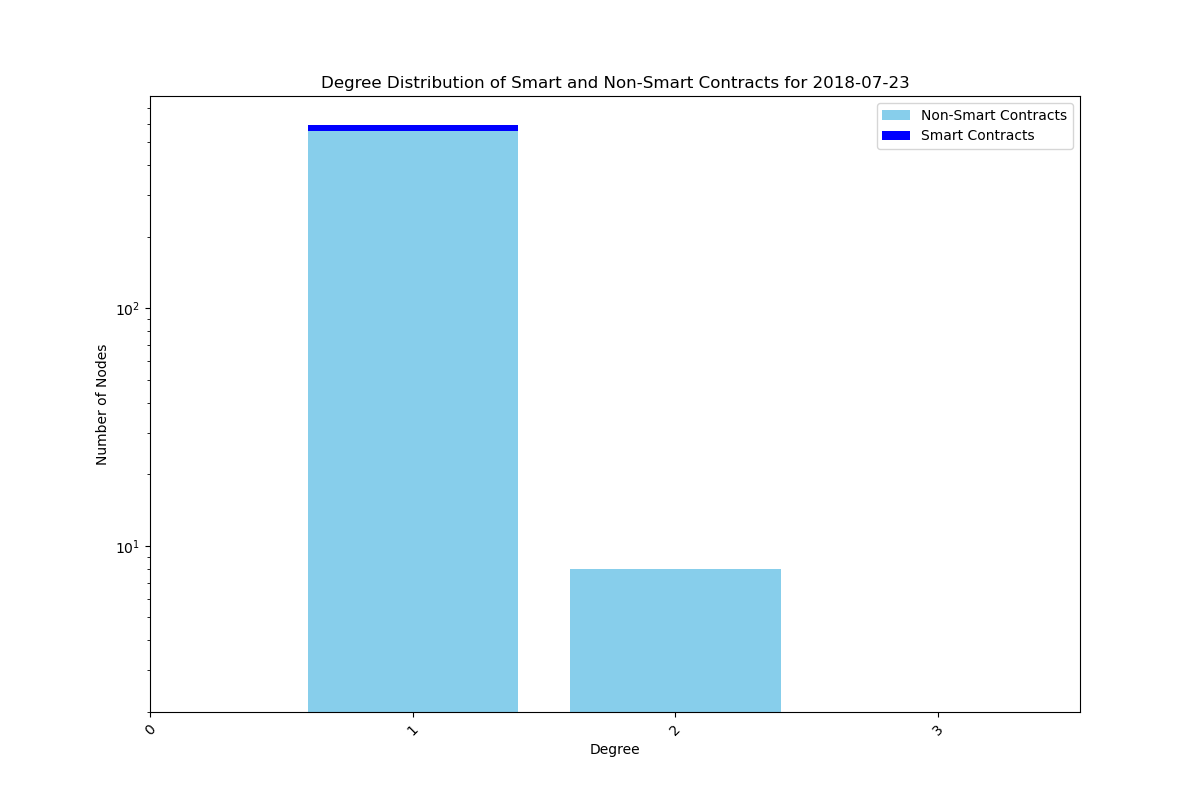 Degree Distribution of Smart and Non-Smart Contracts for 2018-07-23
Non-Smart Contracts
Smart Contracts
Number of Nodes
10²
10¹
0
1
2
3
Degree